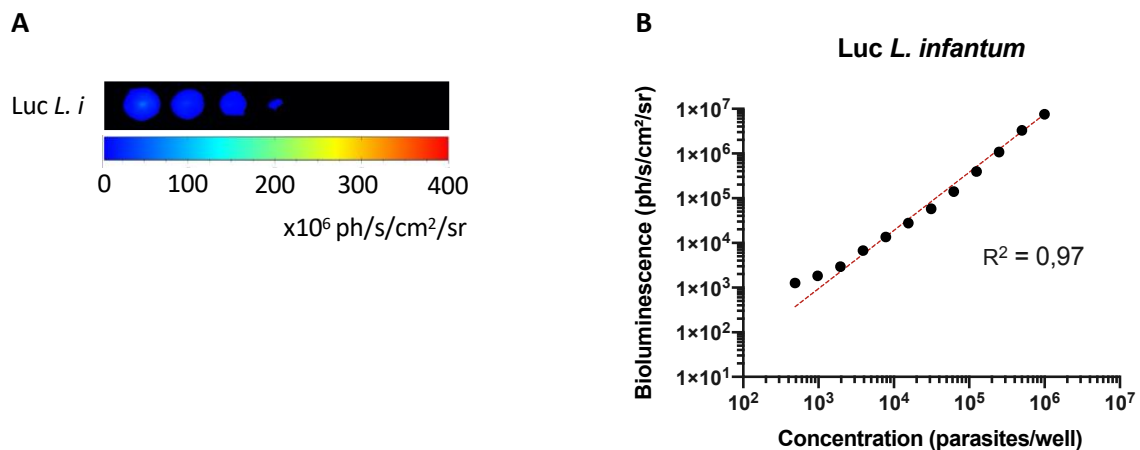 A
Luc L. i
0 100 200 300 400
x10⁶ ph/s/cm²/sr
B
Luc L. infantum
Bioluminescence (ph/s/cm²/sr)
1×10⁷
1×10⁶
1×10⁵
1×10⁴
1×10³
1×10²
1×10¹
R² = 0,97
10² 10³ 10⁴ 10⁵ 10⁶ 10⁷
Concentration (parasites/well)